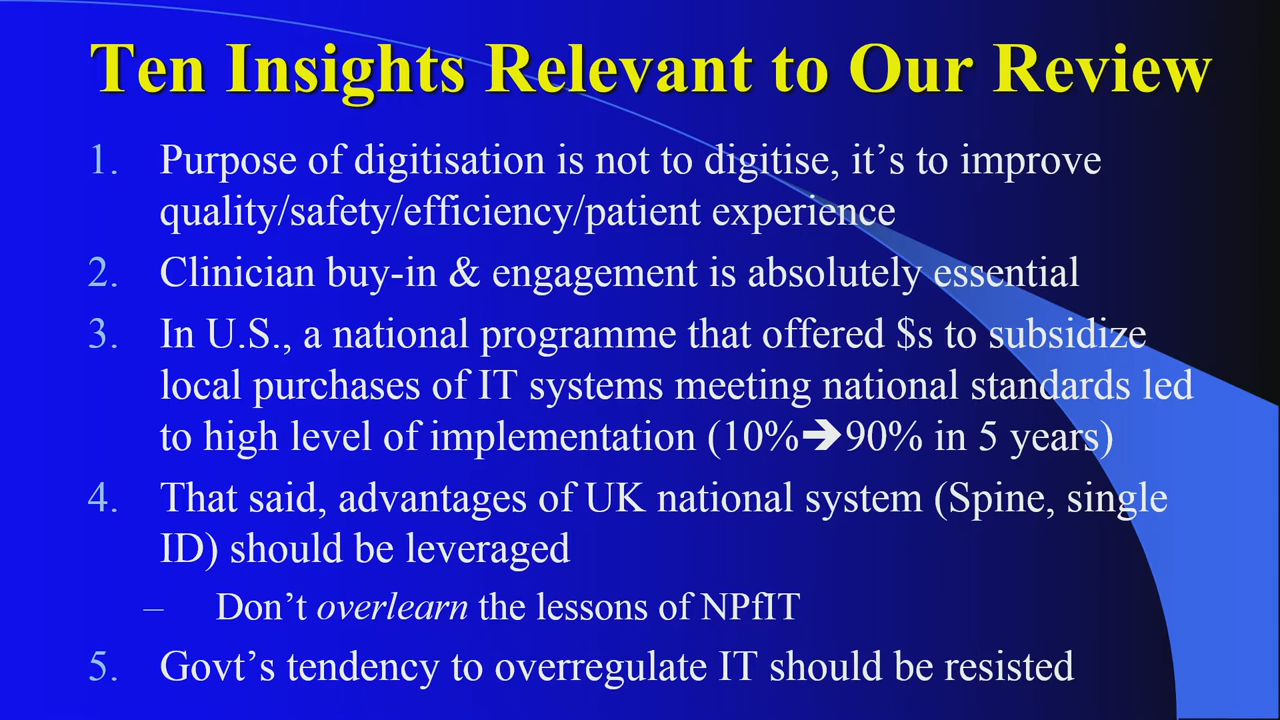 Ten Insights Relevant to Our Review
1. Purpose of digitisation is not to digitise, it’s to improve
quality/safety/efficiency/patient experience
2. Clinician buy-in & engagement is absolutely essential
3. In U.S., a national programme that offered $s to subsidize
local purchases of IT systems meeting national standards led
to high level of implementation (10%➔90% in 5 years)
4. That said, advantages of UK national system (Spine, single
ID) should be leveraged
– Don’t overlearn the lessons of NPfIT
5. Govt’s tendency to overregulate IT should be resisted